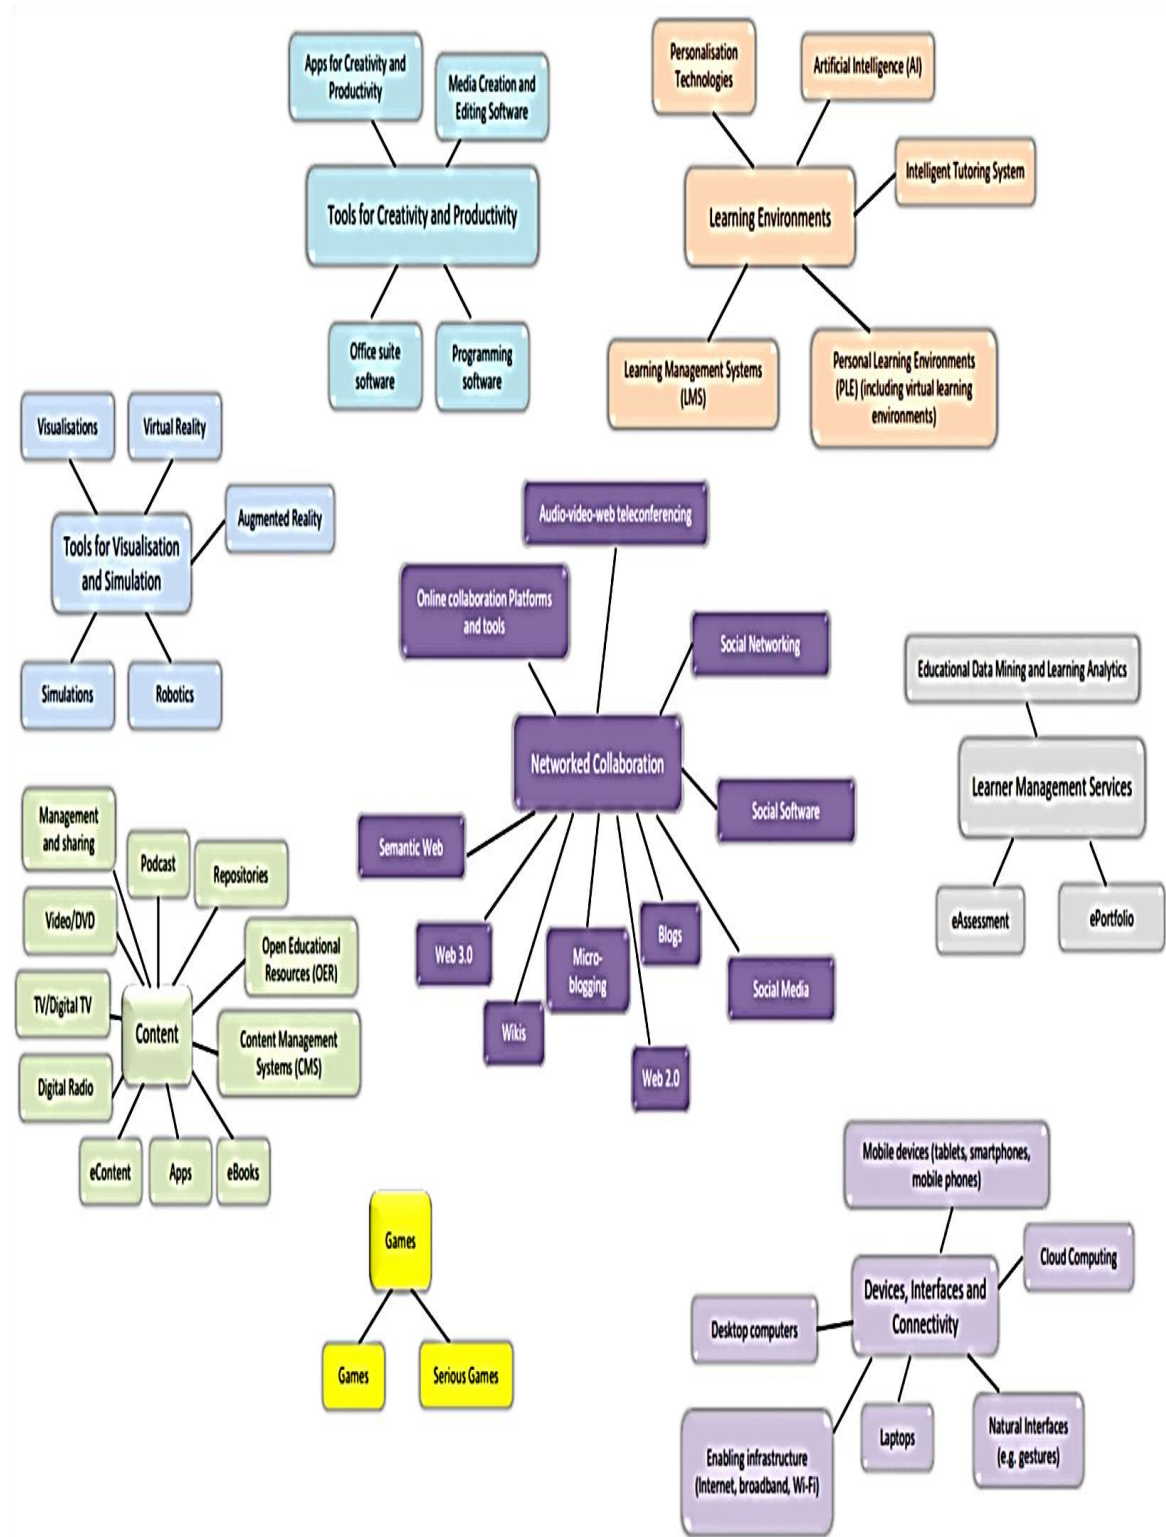 Apps for Creativity and
Productivity
Media Creation and
Editing Software
Tools for Creativity and Productivity
Office suite
software
Programming
software
Personalisation
Technologies
Artificial Intelligence (AI)
Intelligent Tutoring System
Learning Environments
Learning Management Systems
(LMS)
Personal Learning Environments
(PLE) (including virtual learning
environments)
Visualisations
Virtual Reality
Augmented Reality
Tools for Visualisation
and Simulation
Simulations
Robotics
Audio-video-web teleconferencing
Online collaboration Platforms
and tools
Social Networking
Networked Collaboration
Social Software
Semantic Web
Web 3.0
Wikis
Micro-
blogging
Blogs
Web 2.0
Social Media
Educational Data Mining and Learning Analytics
Learner Management Services
eAssessment
ePortfolio
Management
and sharing
Podcast
Repositories
Video/DVD
Open Educational
Resources (OER)
TV/Digital TV
Content
Content Management
Systems (CMS)
Digital Radio
eContent
Apps
eBooks
Games
Games
Serious Games
Mobile devices (tablets, smartphones,
mobile phones)
Cloud Computing
Devices, Interfaces and
Connectivity
Desktop computers
Enabling infrastructure
(Internet, broadband, Wi-Fi)
Laptops
Natural Interfaces
(e.g. gestures)